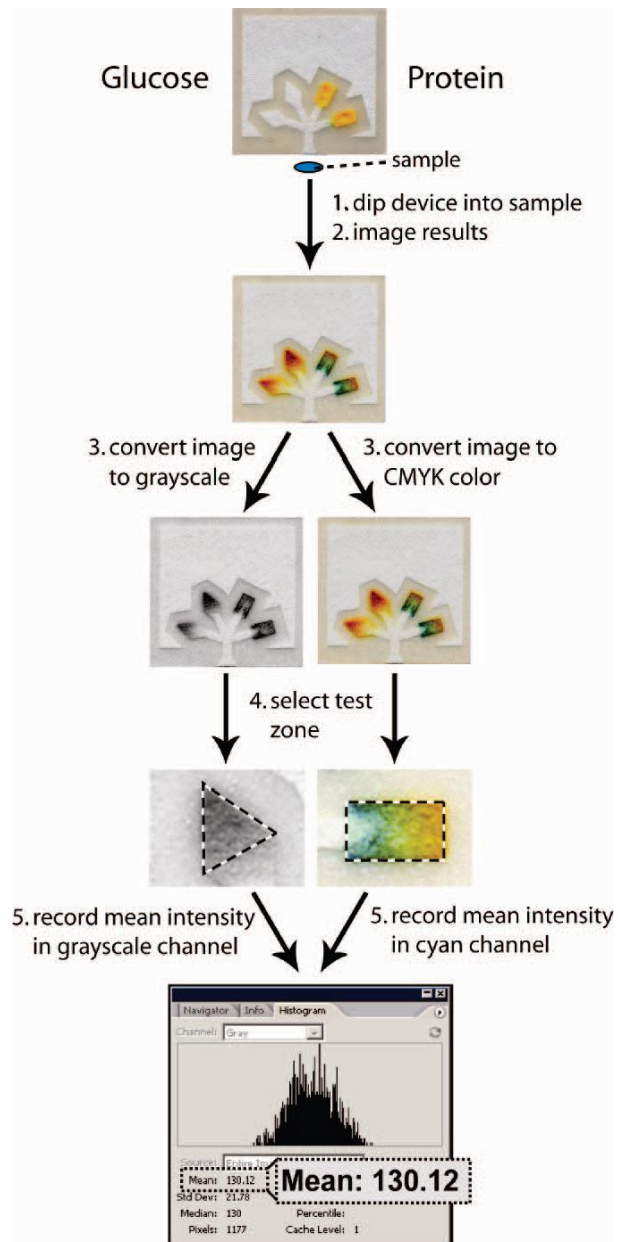 Glucose
Protein
sample
1. dip device into sample
2. image results
3. convert image
to grayscale
3. convert image to
CMYK color
4. select test
zone
5. record mean intensity
in grayscale channel
5. record mean intensity
in cyan channel
Navigator Info Histogram
Channel: Gray
Source: Entire
Mean: 130.12
Mean: 130.12
Std Dev: 21.78
Median: 130
Percentile:
Pixels: 1177
Cache Level: 1